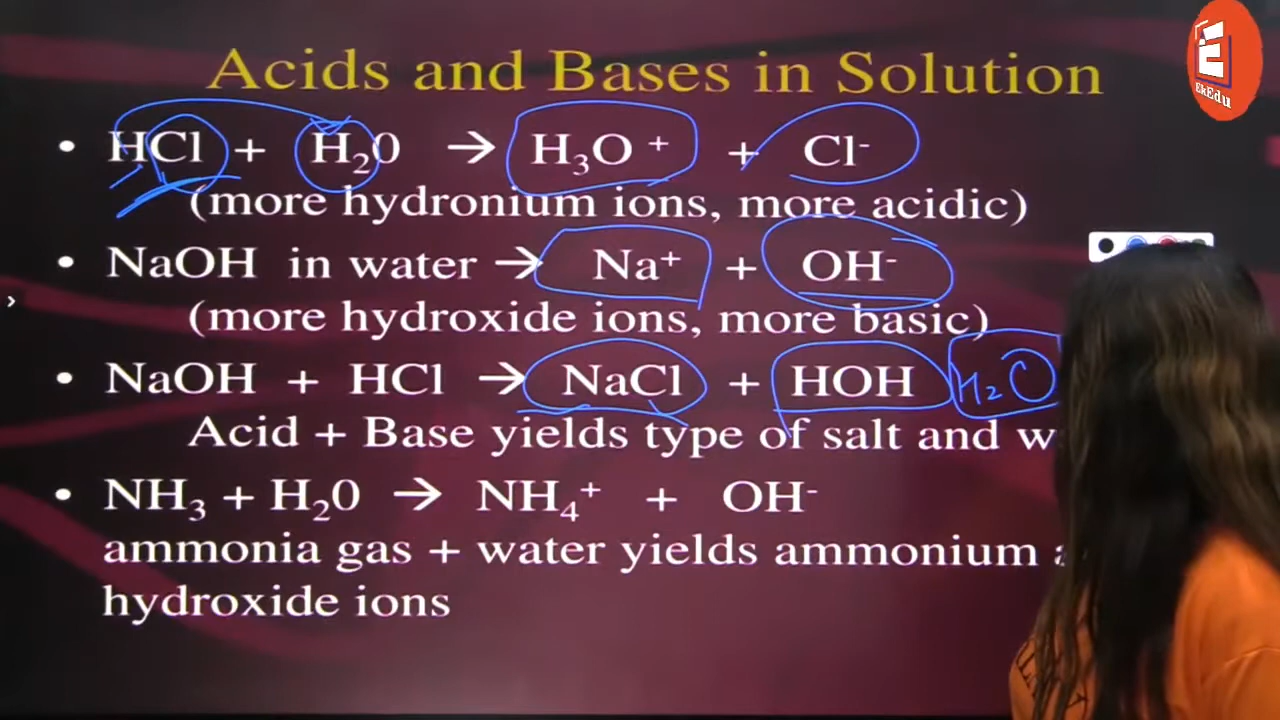 EkEdu
Acids and Bases in Solution
• HCl + H₂0 → H₃O⁺ + Cl⁻
(more hydronium ions, more acidic)
• NaOH in water → Na⁺ + OH⁻
(more hydroxide ions, more basic)
• NaOH + HCl → NaCl + HOH H₂O
Acid + Base yields type of salt and
• NH₃ + H₂0 → NH₄⁺ + OH⁻
ammonia gas + water yields ammonium
hydroxide ions